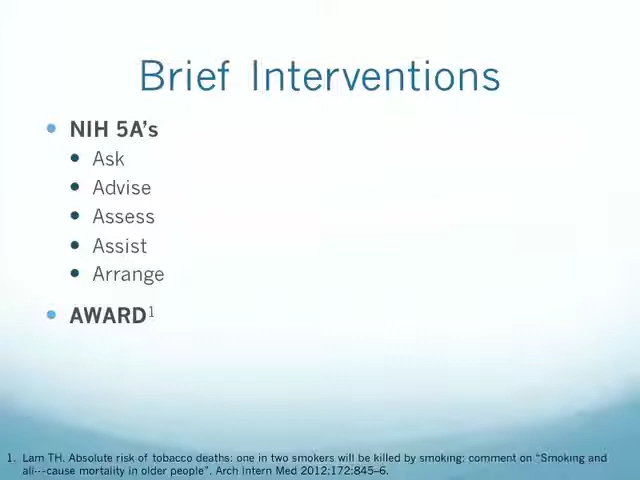 Brief Interventions
• NIH 5A's
• Ask
• Advise
• Assess
• Assist
• Arrange
• AWARD1
1. Lam TH. Absolute risk of tobacco deaths: one in two smokers will be killed by smoking: comment on “Smoking and
all-‐-cause mortality in older people”. Arch Intern Med 2012;172:845–6.